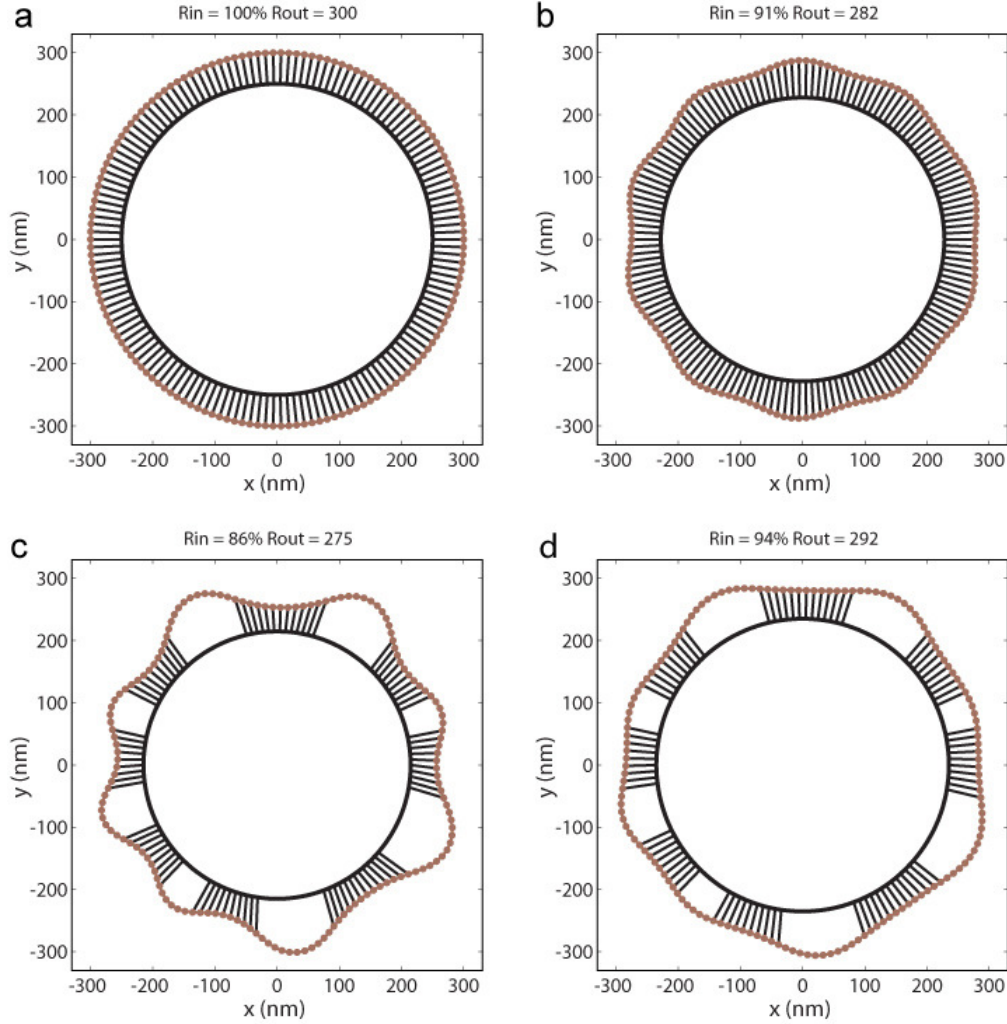 a
Rin = 100% Rout = 300
300
200
100
0
-100
-200
-300
y (nm)
-300 -200 -100 0 100 200 300
x (nm)
b
Rin = 91% Rout = 282
300
200
100
0
-100
-200
-300
y (nm)
-300 -200 -100 0 100 200 300
x (nm)
c
Rin = 86% Rout = 275
300
200
100
0
-100
-200
-300
y (nm)
-300 -200 -100 0 100 200 300
x (nm)
d
Rin = 94% Rout = 292
300
200
100
0
-100
-200
-300
y (nm)
-300 -200 -100 0 100 200 300
x (nm)